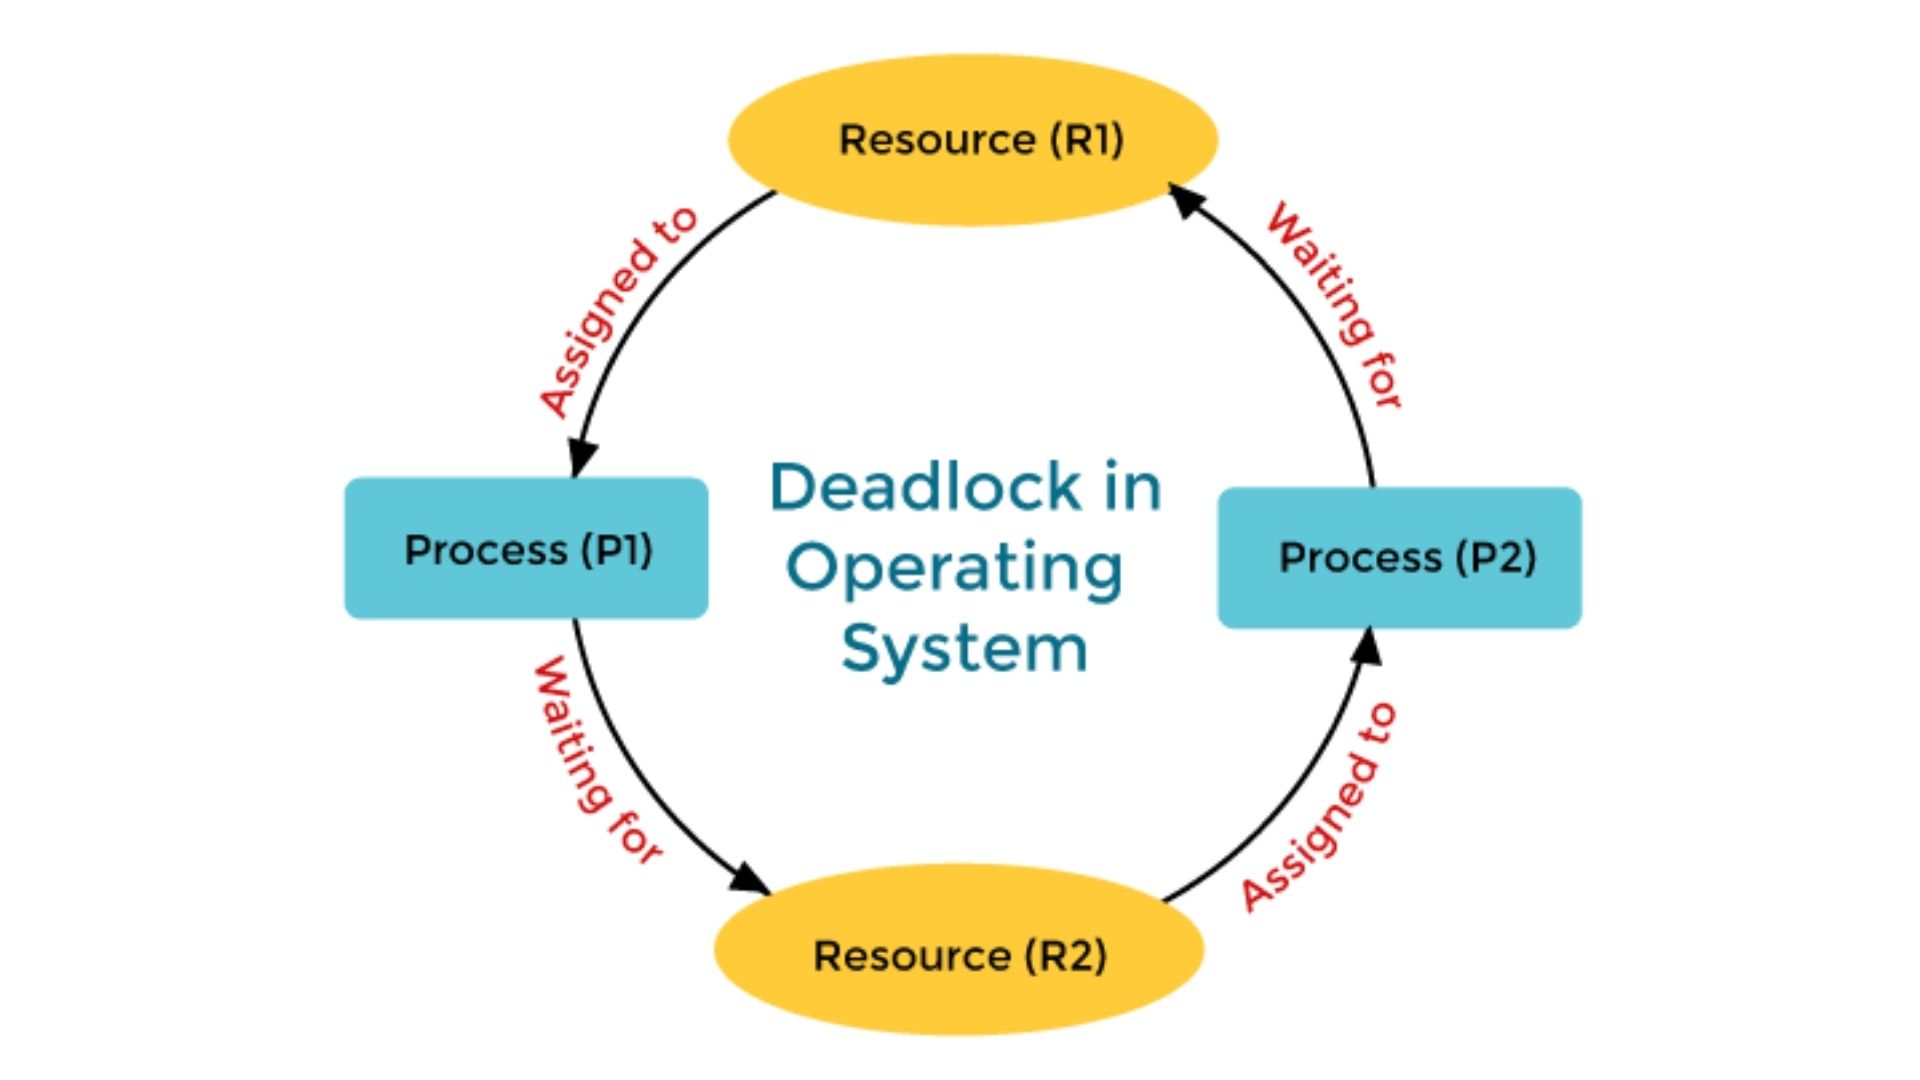 Resource (R1)
Assigned to
Waiting for
Process (P1)
Deadlock in
Operating
System
Process (P2)
Waiting for
Assigned to
Resource (R2)